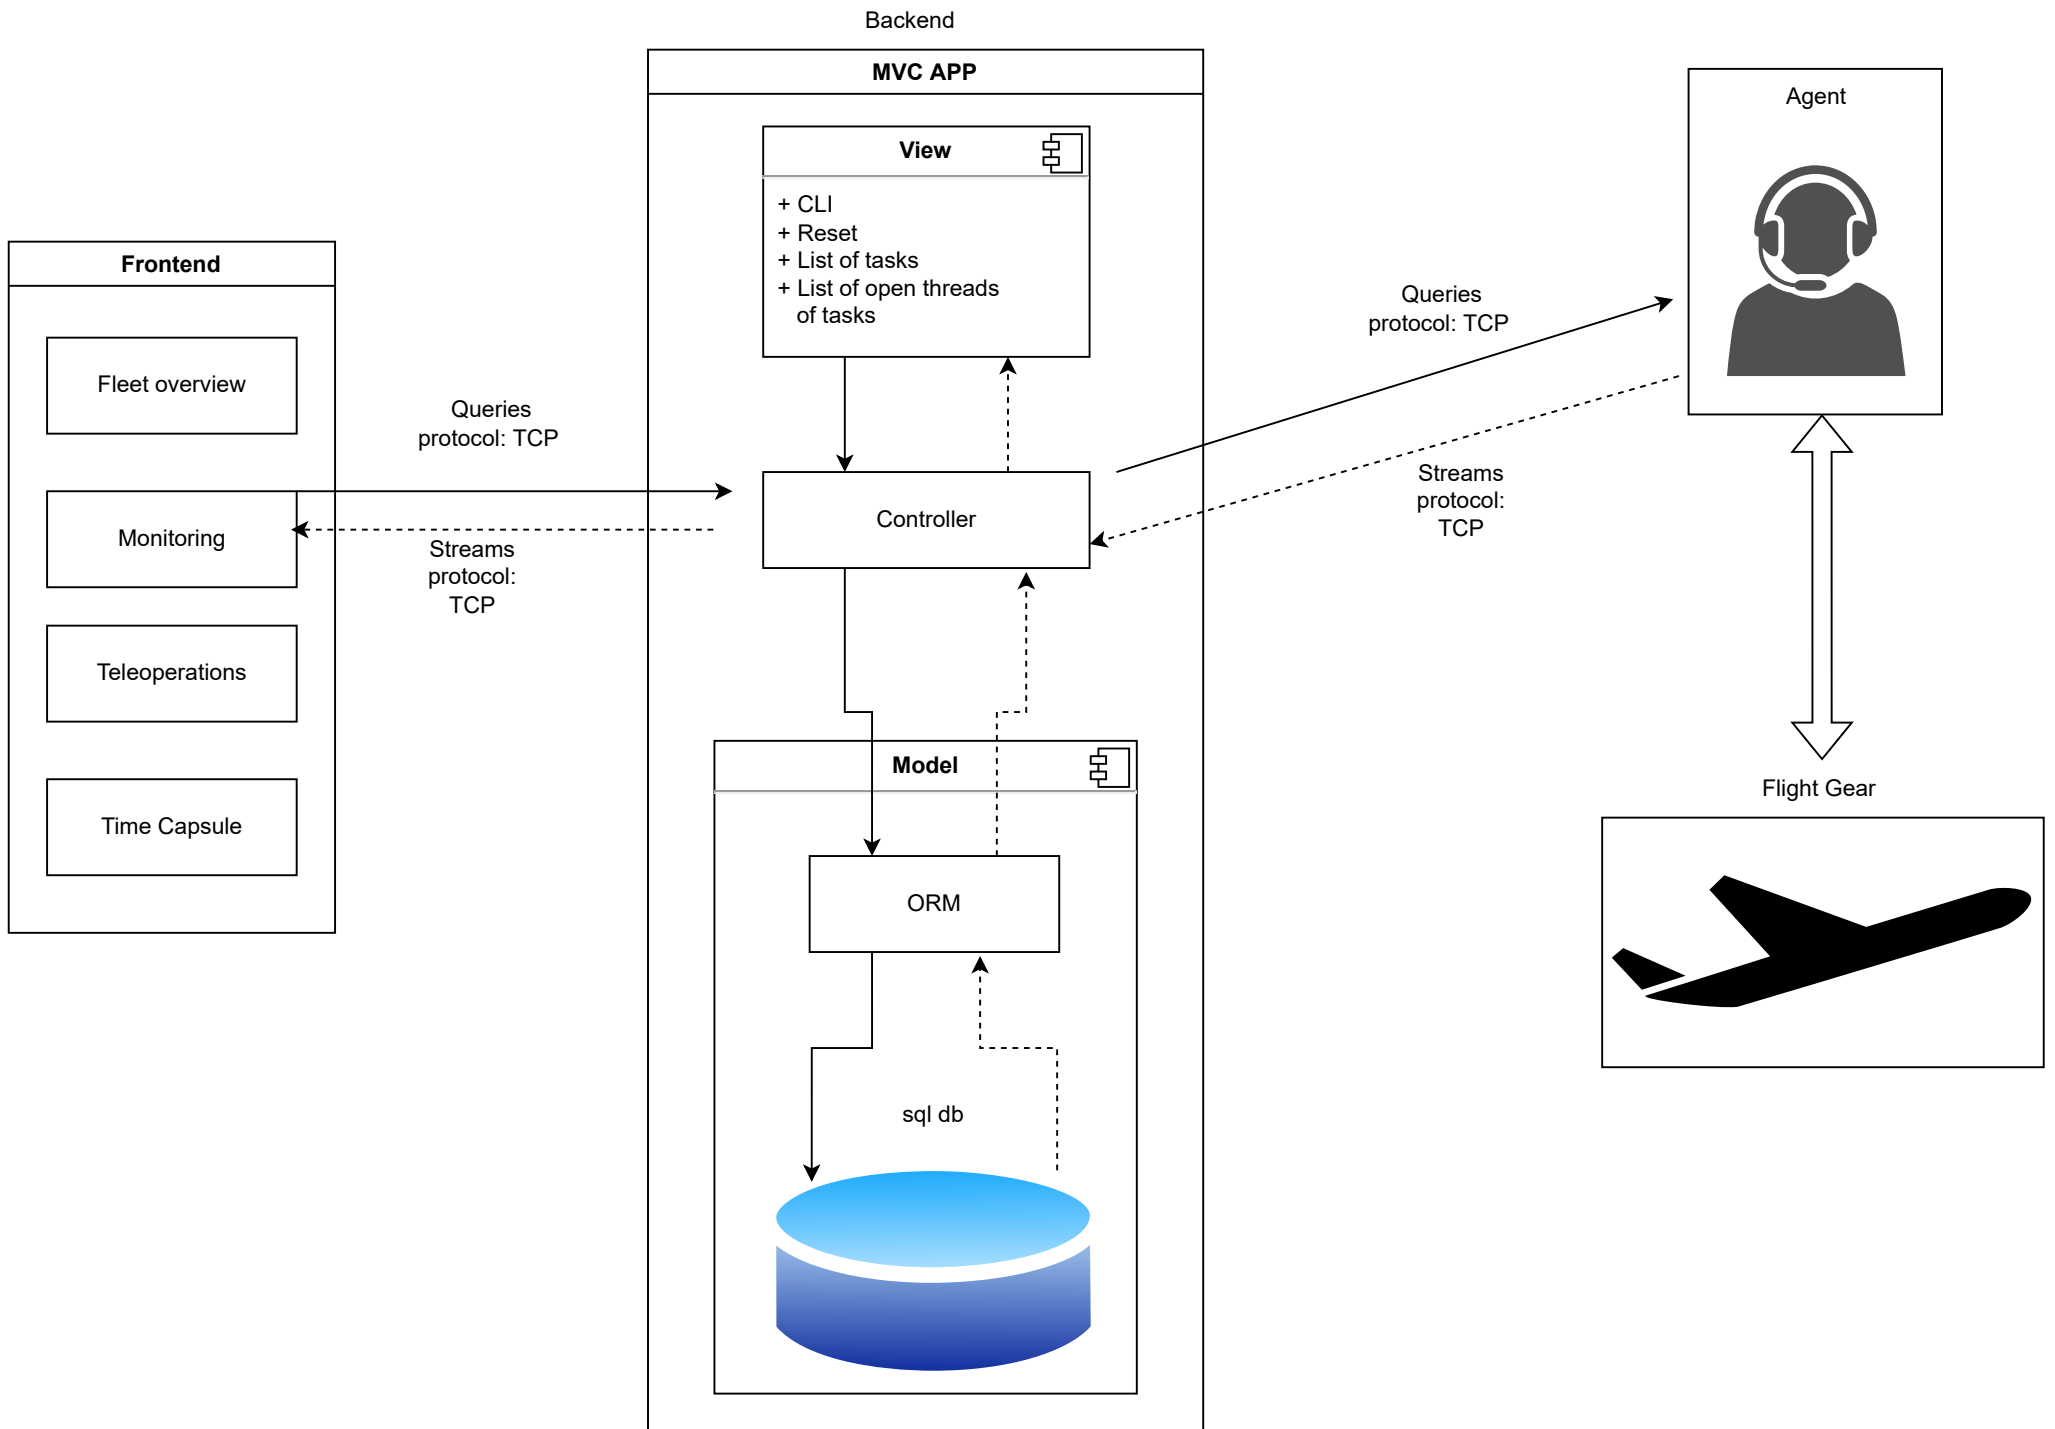 Backend
MVC APP
View
+ CLI
+ Reset
+ List of tasks
+ List of open threads
of tasks
Frontend
Fleet overview
Monitoring
Teleoperations
Time Capsule
Queries
protocol: TCP
Streams
protocol:
TCP
Controller
Model
ORM
sql db
Queries
protocol: TCP
Streams
protocol:
TCP
Agent
Flight Gear